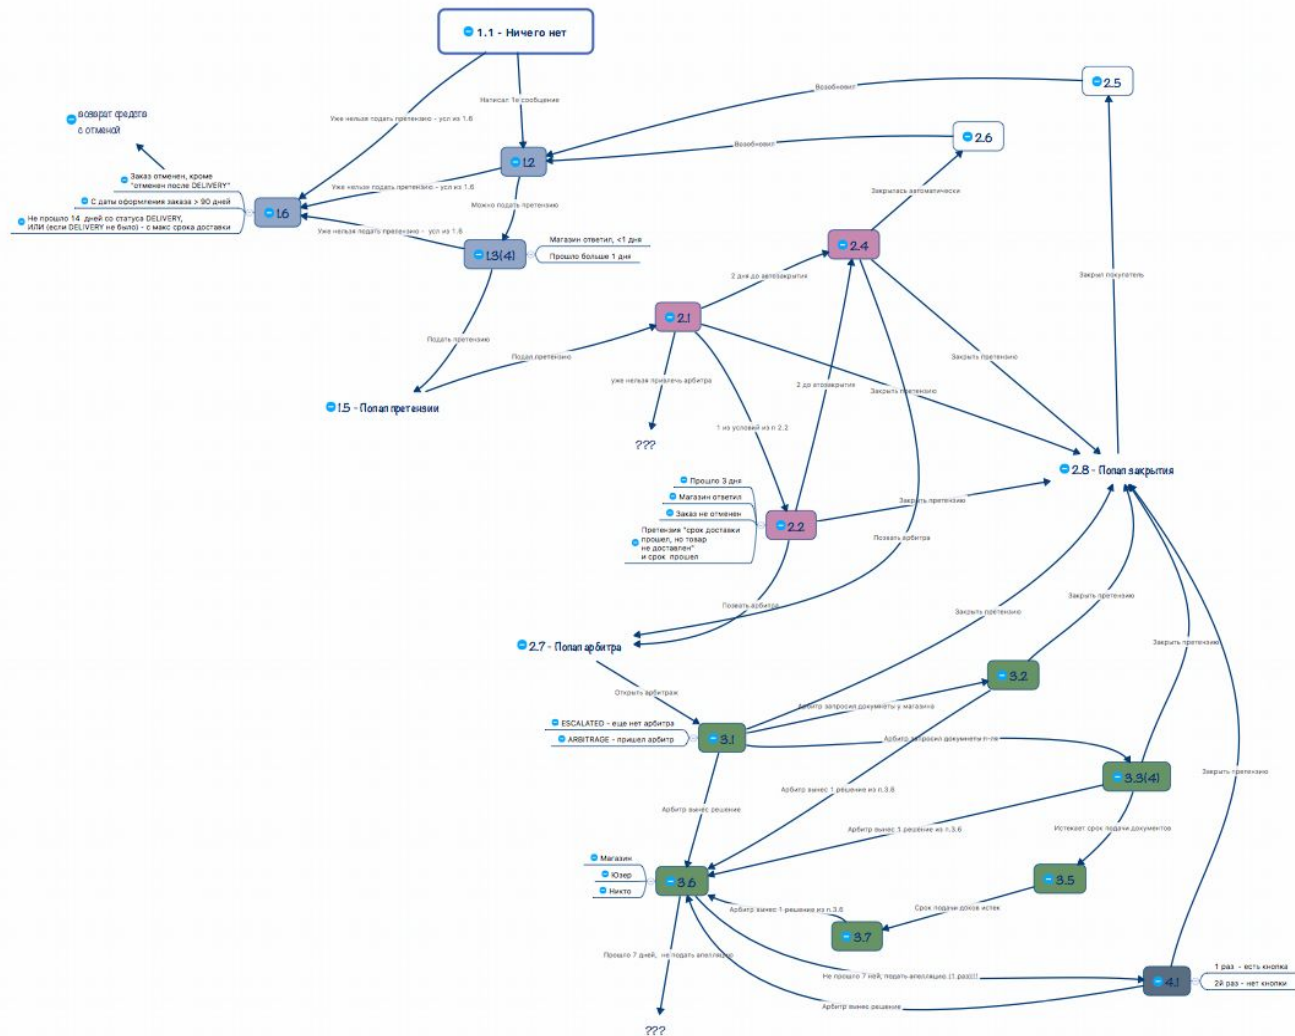 1.1 - Ничего нет
2.5
Возобновит
возврат средств
с отменой
Написал 1е сообщение
Уже нельзя подать претензию - усл из 1.6
2.6
Возобновит
1.2
Заказ отменен, кроме
"отменен после DELIVERY"
Уже нельзя подать претензию - усл из 1.6
Закрылась автоматически
С даты оформления заказа > 90 дней
Можно подать претензию
1.6
Не прошло 14 дней со статуса DELIVERY,
ИЛИ (если DELIVERY не было) - с макс срока доставки
Уже нельзя подать претензию - усл из 1.6
Магазин ответил, <1 дня
1.3(4)
Прошло больше 1 дня
2.4
2 дня до автозакрытия
Закрыл покупатель
2.1
Подать претензию
Подал претензию
Закрыть претензию
уже нельзя привлечь арбитра
2 до втозакрытия
Закрыть претензию
1.5 - Попап претензии
1 из условий из п 2.2
???
2.8 - Попап закрытия
Прошло 3 дня
Магазин ответил
Закрыть претензию
Заказ не отменен
2.2
Претензия "срок доставки
прошел, но товар
не доставлен"
и срок прошел
Позвать арбитра
Позвать арбитра
Закрыть претензию
Закрыть претензию
2.7 - Попап арбитра
Закрыть претензию
3.2
Открыть арбитраж
Арбитр запросил докумнеты у магазина
ESCALATED - еще нет арбитра
3.1
ARBITRAGE - пришел арбитр
Арбитр запросил докумнеты п-ля
Закрыть претензию
3.3(4)
Арбитр вынес 1 решение из п.3.6
Арбитр вынес решение
Арбитр вынес 1 решение из п.3.6
Истекает срок подачи документов
Магазин
Юзер
3.6
3.5
Никто
Арбитр вынес 1 решение из п.3.6
Срок подачи доков истек
3.7
Прошло 7 дней, не подать апелляцию
Не прошло 7 ней, подать апелляцию (1 раз)!!!
1 раз - есть кнопка
4.1
2й раз - нет кнопки
Арбитр вынес решение
???